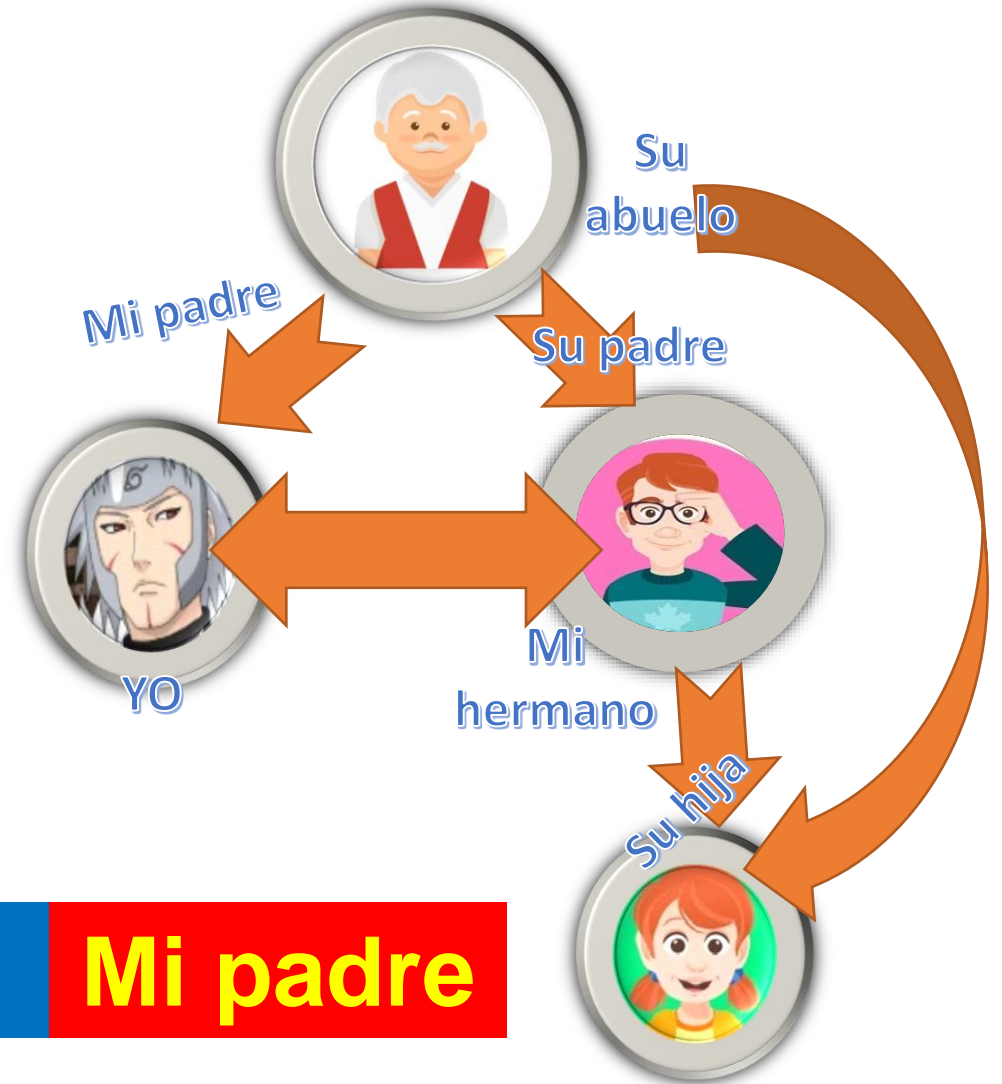 Su
abuelo
Mi padre
Su padre
YO
Mi
hermano
Su hija
Mi padre